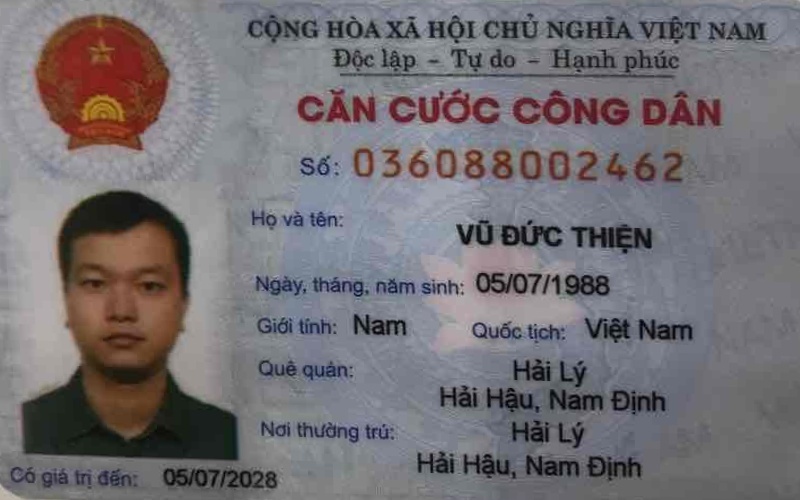 CỘNG HÒA XÃ HỘI CHỦ NGHĨA VIỆT NAM
Độc lập - Tự do - Hạnh phúc
CĂN CƯỚC CÔNG DÂN
Số: 036088002462
Họ và tên:
VŨ ĐỨC THIỆN
Ngày, tháng, năm sinh: 05/07/1988
Giới tính: Nam Quốc tịch: Việt Nam
Quê quán: Hải Lý
Hải Hậu, Nam Định
Nơi thường trú: Hải Lý
Hải Hậu, Nam Định
Có giá trị đến: 05/07/2028